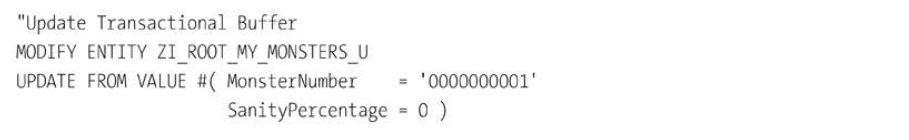 "Update Transactional Buffer
MODIFY ENTITY ZI_ROOT_MY_MONSTERS_U
UPDATE FROM VALUE #( MonsterNumber = '0000000001'
SanityPercentage = 0 )